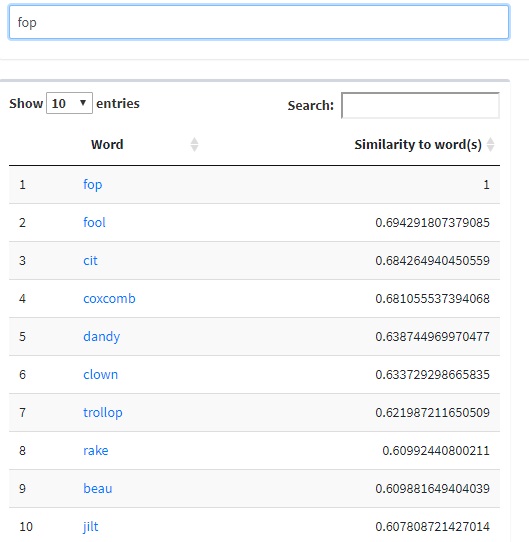 fop
Show 10 entries Search:
Word Similarity to word(s)
1 fop 1
2 fool 0.694291807379085
3 cit 0.684264940450559
4 coxcomb 0.681055537394068
5 dandy 0.638744969970477
6 clown 0.633729298665835
7 trollop 0.621987211650509
8 rake 0.60992440800211
9 beau 0.609881649404039
10 jilt 0.607808721427014